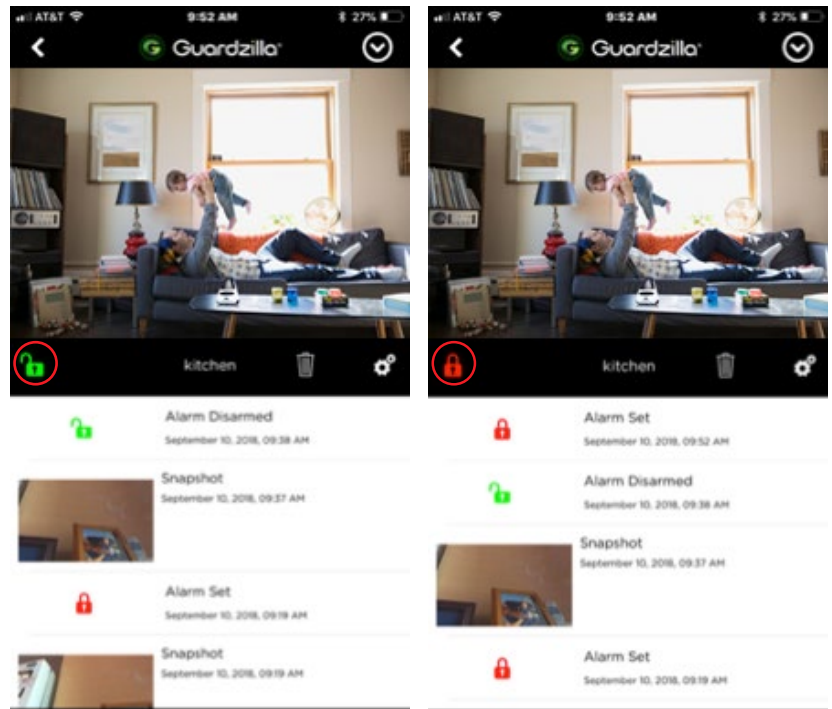 AT&T 9:52 AM 27%
Guardzilla
kitchen
Alarm Disarmed
September 10, 2018, 09:38 AM
Snapshot
September 10, 2018, 09:37 AM
Alarm Set
September 10, 2018, 09:19 AM
Snapshot
September 10, 2018, 09:19 AM
AT&T 9:52 AM 27%
Guardzilla
kitchen
Alarm Set
September 10, 2018, 09:52 AM
Alarm Disarmed
September 10, 2018, 09:38 AM
Snapshot
September 10, 2018, 09:37 AM
Alarm Set
September 10, 2018, 09:19 AM